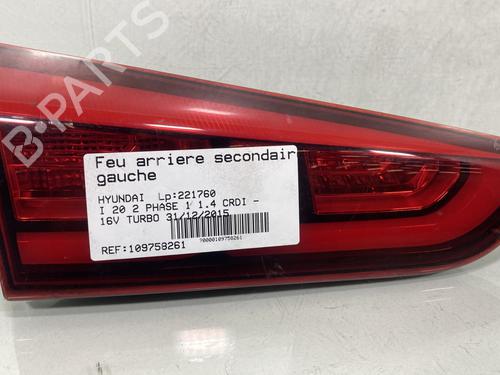 B-PARTS
Feu arriere secondair
gauche
HYUNDAI Lp:221760
I 20 2 PHASE 1 1.4 CRDI -
16V TURBO 31/12/2015
REF:109758261
70000109758261